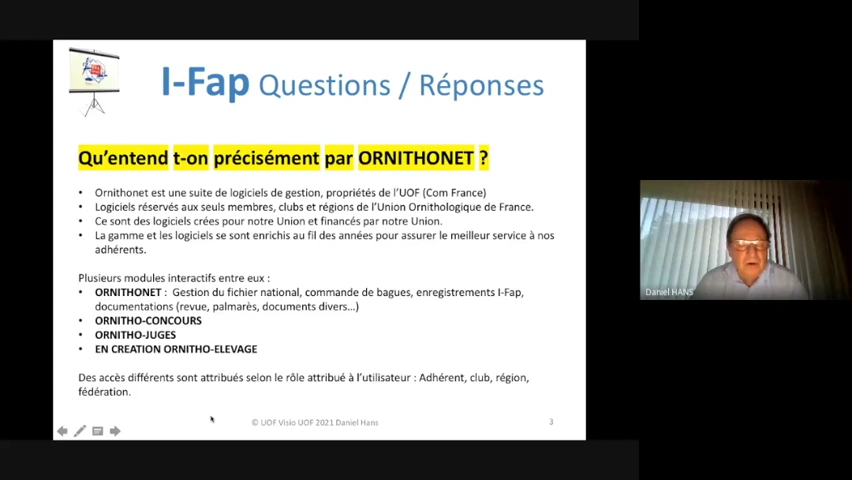 I-Fap Questions / Réponses
Qu'entend t-on précisément par ORNITHONET ?
• Ornithonet est une suite de logiciels de gestion, propriétés de l'UOF (Com France)
• Logiciels réservés aux seuls membres, clubs et régions de l'Union Ornithologique de France.
• Ce sont des logiciels crées pour notre Union et financés par notre Union.
• La gamme et les logiciels se sont enrichis au fil des années pour assurer le meilleur service à nos
adhérents.
Plusieurs modules interactifs entre eux :
• ORNITHONET : Gestion du fichier national, commande de bagues, enregistrements I-Fap,
documentations (revue, palmarès, documents divers...)
• ORNITHO-CONCOURS
• ORNITHO-JUGES
• EN CREATION ORNITHO-ELEVAGE
Des accès différents sont attribués selon le rôle attribué à l'utilisateur : Adhérent, club, région,
fédération.
© UOF Visio UOF 2021 Daniel Hans
3
Daniel HANS